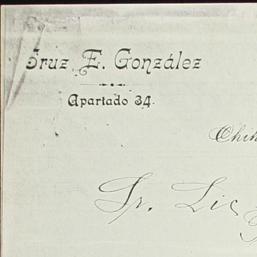 Cruz E. González
Apartado 34.
Sr. Lic